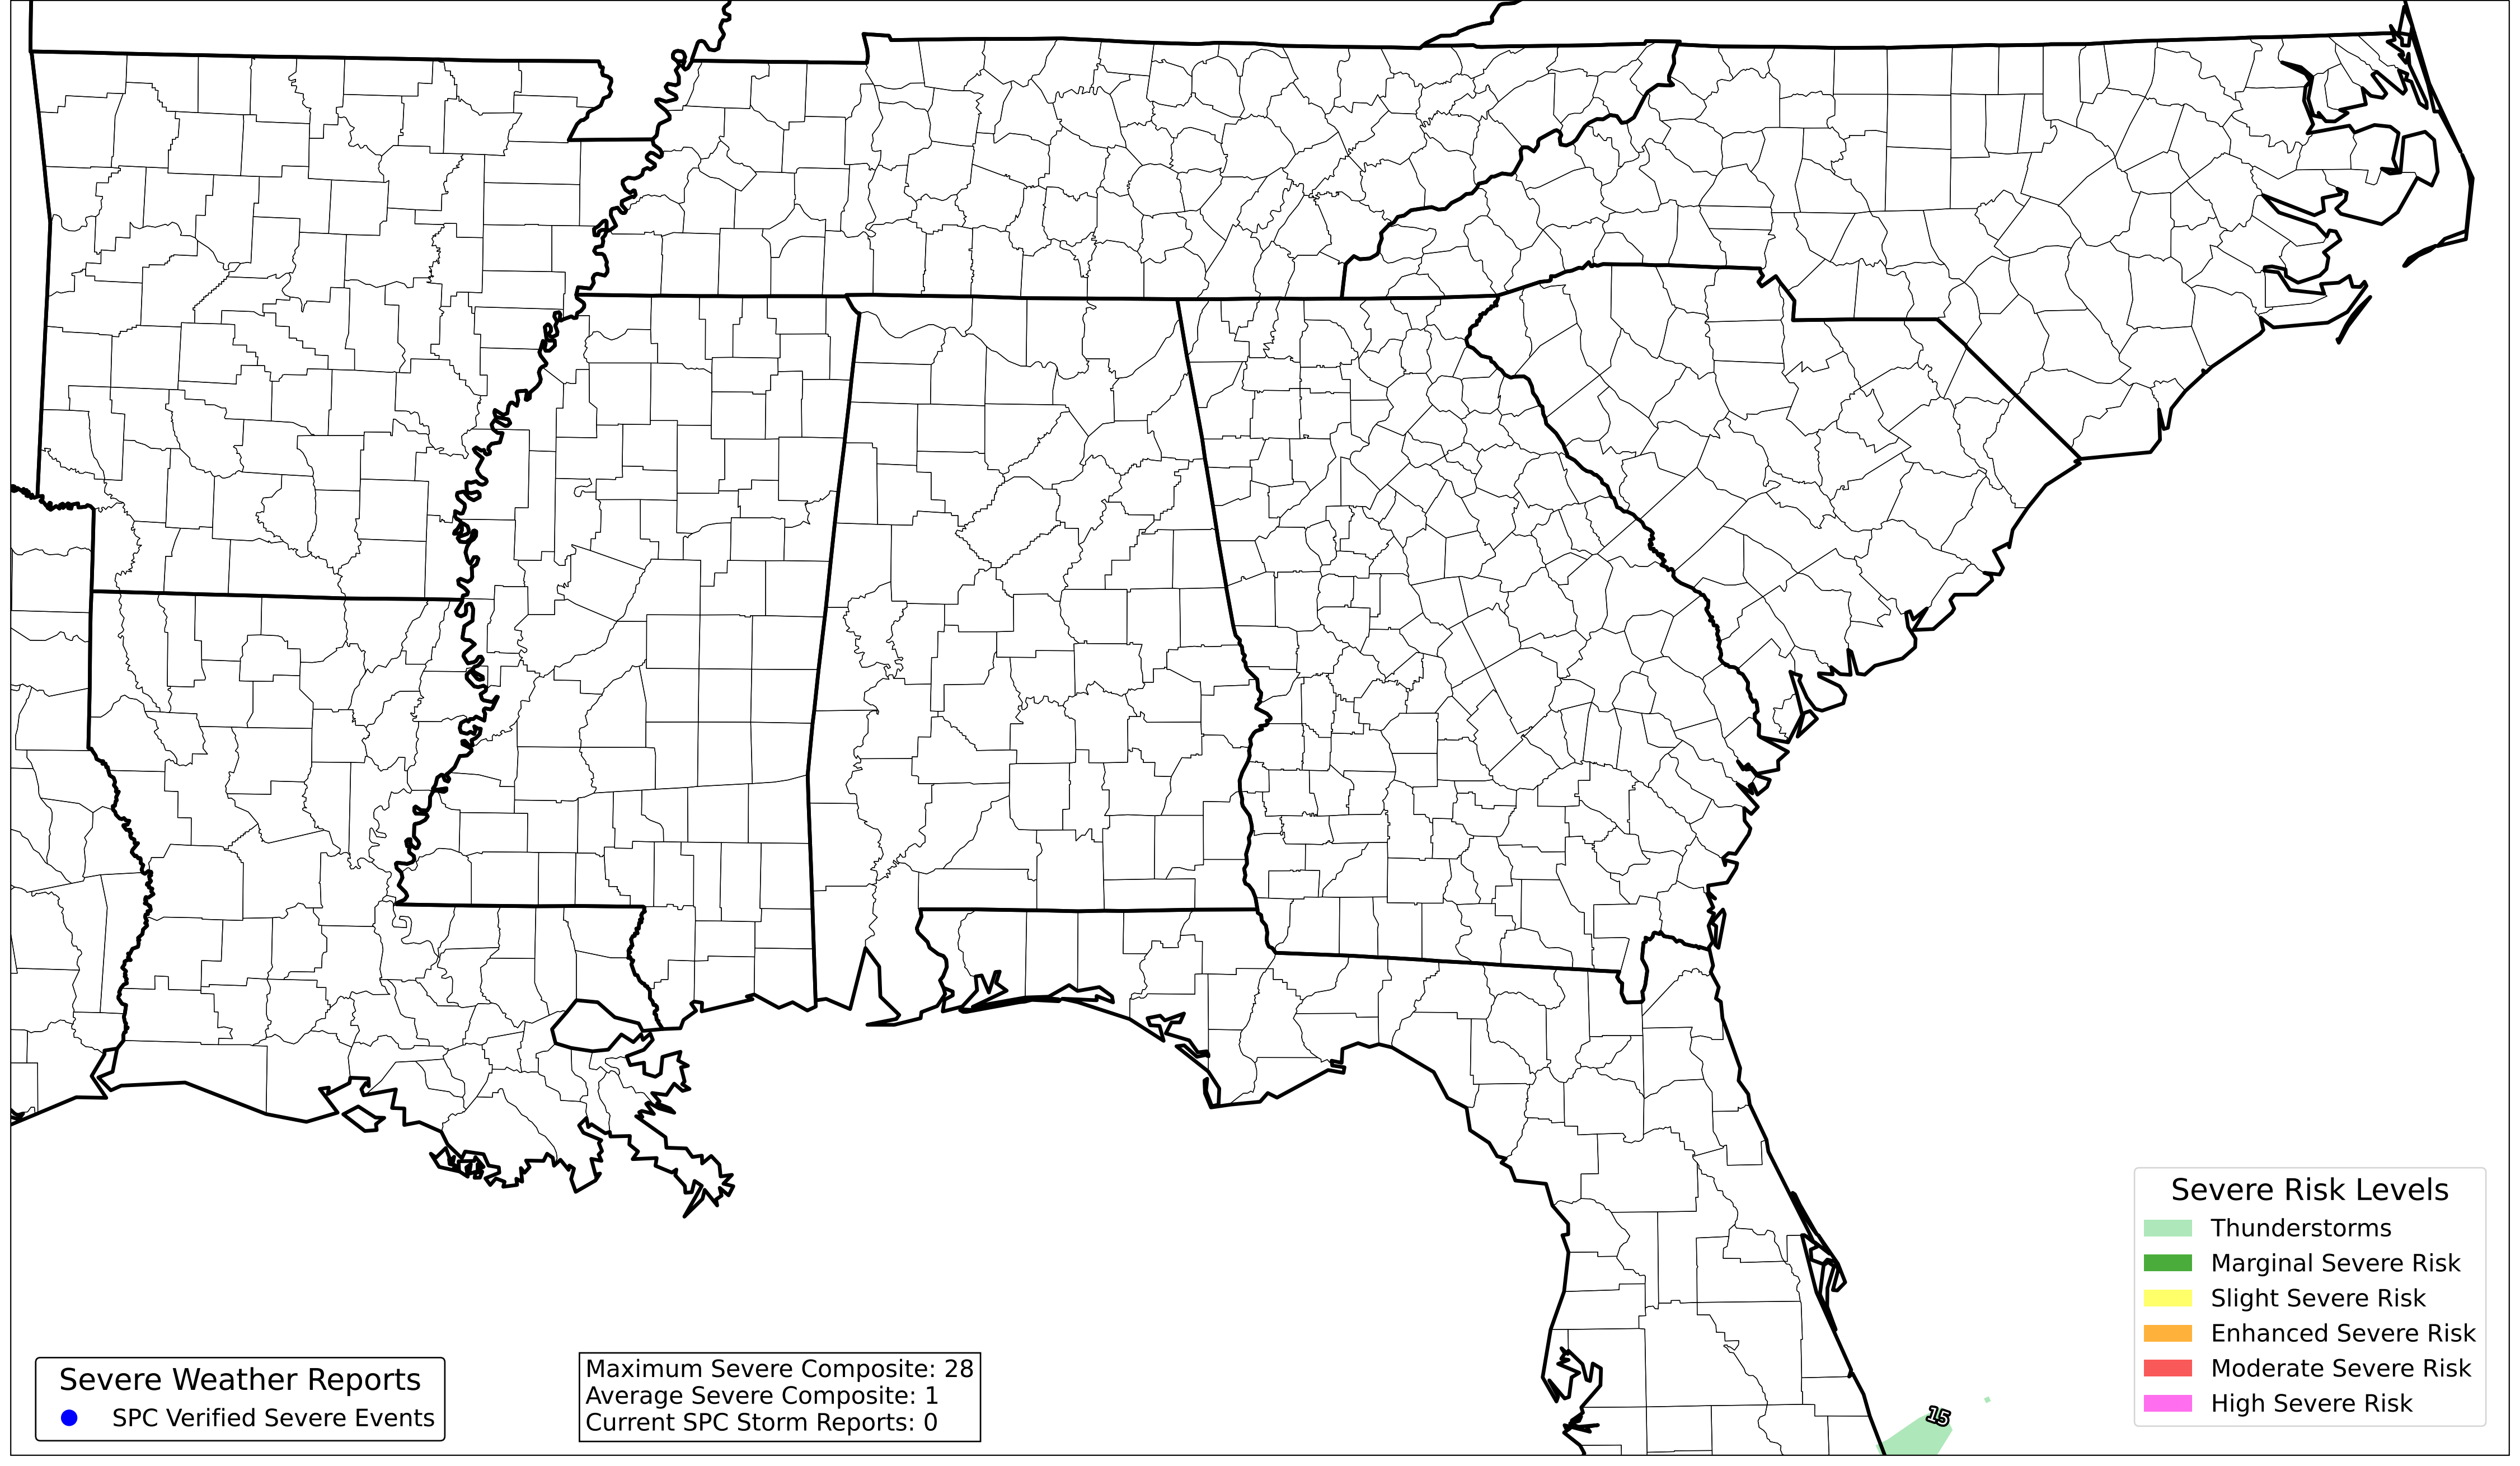 Severe Risk Levels
Thunderstorms
Marginal Severe Risk
Slight Severe Risk
Enhanced Severe Risk
Moderate Severe Risk
High Severe Risk
Severe Weather Reports
SPC Verified Severe Events
Maximum Severe Composite: 28
Average Severe Composite: 1
Current SPC Storm Reports: 0
15